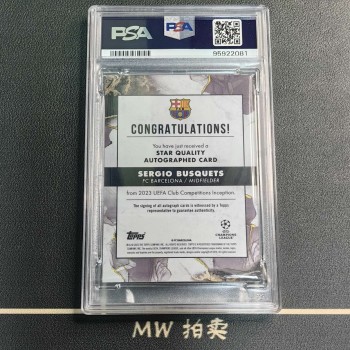 PSA
PSA
95922081
CONGRATULATIONS!
You have just received a
STAR QUALITY
AUTOGRAPHED CARD
SERGIO BUSQUETS
FC BARCELONA / MIDFIELDER
from 2023 UEFA Club Competitions Inception.
The signing of all autograph cards is witnessed by a Topps
representative to guarantee authenticity.
Topps
CHAMPIONS
LEAGUE
MW 拍卖